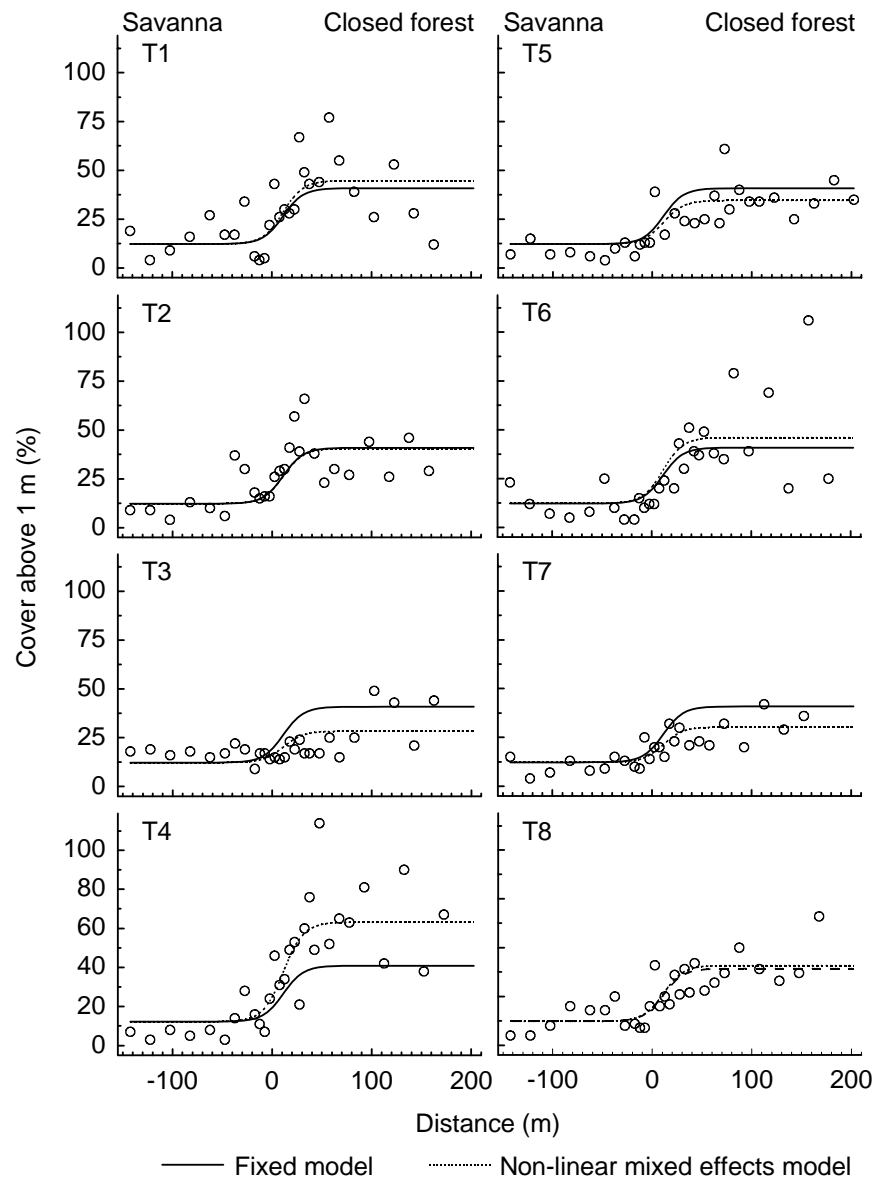 Savanna Closed forest Savanna Closed forest
T1 T5
100
75
50
25
0
T2 T6
100
75
50
25
0
Cover above 1 m (%)
T3 T7
100
75
50
25
0
T4 T8
100
80
60
40
20
0
-100 0 100 200 -100 0 100 200
Distance (m)
Fixed model Non-linear mixed effects model